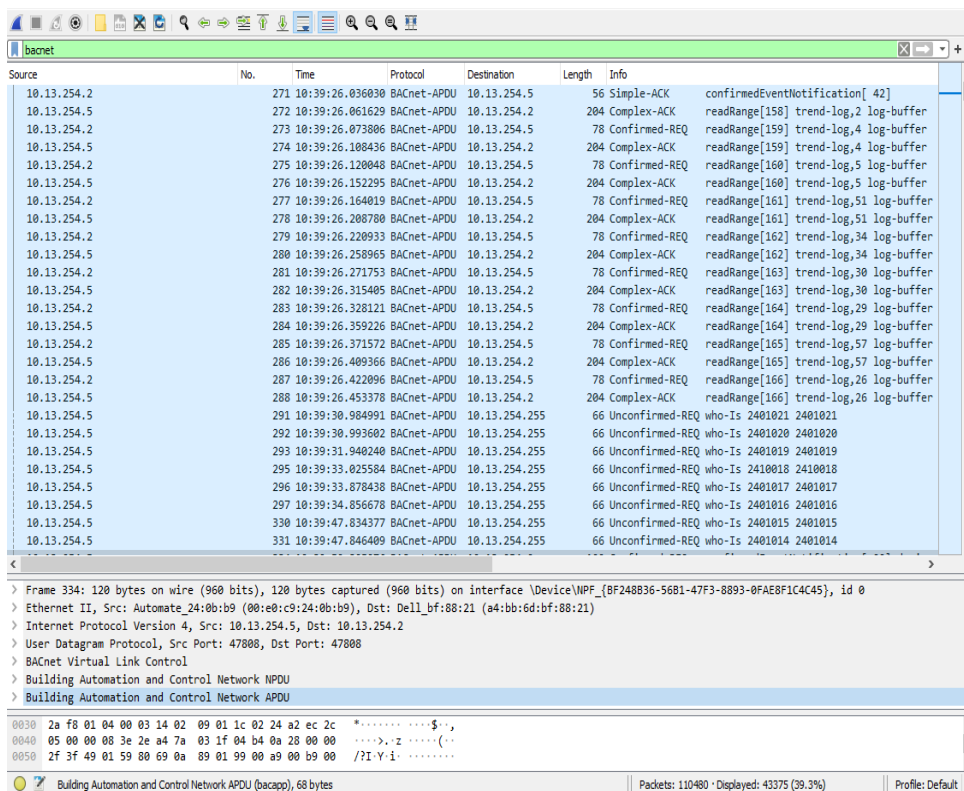 bacnet
Source No. Time Protocol Destination Length Info
10.13.254.2 271 10:39:26.036030 BACnet-APDU 10.13.254.5 56 Simple-ACK confirmedEventNotification[ 42]
10.13.254.5 272 10:39:26.061629 BACnet-APDU 10.13.254.2 204 Complex-ACK readRange[158] trend-log,2 log-buffer
10.13.254.2 273 10:39:26.073806 BACnet-APDU 10.13.254.5 78 Confirmed-REQ readRange[159] trend-log,4 log-buffer
10.13.254.5 274 10:39:26.108436 BACnet-APDU 10.13.254.2 204 Complex-ACK readRange[159] trend-log,4 log-buffer
10.13.254.2 275 10:39:26.120048 BACnet-APDU 10.13.254.5 78 Confirmed-REQ readRange[160] trend-log,5 log-buffer
10.13.254.5 276 10:39:26.152295 BACnet-APDU 10.13.254.2 204 Complex-ACK readRange[160] trend-log,5 log-buffer
10.13.254.2 277 10:39:26.164019 BACnet-APDU 10.13.254.5 78 Confirmed-REQ readRange[161] trend-log,51 log-buffer
10.13.254.5 278 10:39:26.208780 BACnet-APDU 10.13.254.2 204 Complex-ACK readRange[161] trend-log,51 log-buffer
10.13.254.2 279 10:39:26.220933 BACnet-APDU 10.13.254.5 78 Confirmed-REQ readRange[162] trend-log,34 log-buffer
10.13.254.5 280 10:39:26.258965 BACnet-APDU 10.13.254.2 204 Complex-ACK readRange[162] trend-log,34 log-buffer
10.13.254.2 281 10:39:26.271753 BACnet-APDU 10.13.254.5 78 Confirmed-REQ readRange[163] trend-log,30 log-buffer
10.13.254.5 282 10:39:26.315405 BACnet-APDU 10.13.254.2 204 Complex-ACK readRange[163] trend-log,30 log-buffer
10.13.254.2 283 10:39:26.328121 BACnet-APDU 10.13.254.5 78 Confirmed-REQ readRange[164] trend-log,29 log-buffer
10.13.254.5 284 10:39:26.359226 BACnet-APDU 10.13.254.2 204 Complex-ACK readRange[164] trend-log,29 log-buffer
10.13.254.2 285 10:39:26.371572 BACnet-APDU 10.13.254.5 78 Confirmed-REQ readRange[165] trend-log,57 log-buffer
10.13.254.5 286 10:39:26.409366 BACnet-APDU 10.13.254.2 204 Complex-ACK readRange[165] trend-log,57 log-buffer
10.13.254.2 287 10:39:26.422096 BACnet-APDU 10.13.254.5 78 Confirmed-REQ readRange[166] trend-log,26 log-buffer
10.13.254.5 288 10:39:26.453378 BACnet-APDU 10.13.254.2 204 Complex-ACK readRange[166] trend-log,26 log-buffer
10.13.254.5 291 10:39:30.984991 BACnet-APDU 10.13.254.255 66 Unconfirmed-REQ who-Is 2401021 2401021
10.13.254.5 292 10:39:30.993602 BACnet-APDU 10.13.254.255 66 Unconfirmed-REQ who-Is 2401020 2401020
10.13.254.5 293 10:39:31.940240 BACnet-APDU 10.13.254.255 66 Unconfirmed-REQ who-Is 2401019 2401019
10.13.254.5 295 10:39:33.025584 BACnet-APDU 10.13.254.255 66 Unconfirmed-REQ who-Is 2410018 2410018
10.13.254.5 296 10:39:33.878438 BACnet-APDU 10.13.254.255 66 Unconfirmed-REQ who-Is 2401017 2401017
10.13.254.5 297 10:39:34.856678 BACnet-APDU 10.13.254.255 66 Unconfirmed-REQ who-Is 2401016 2401016
10.13.254.5 330 10:39:47.834377 BACnet-APDU 10.13.254.255 66 Unconfirmed-REQ who-Is 2401015 2401015
10.13.254.5 331 10:39:47.846409 BACnet-APDU 10.13.254.255 66 Unconfirmed-REQ who-Is 2401014 2401014
> Frame 334: 120 bytes on wire (960 bits), 120 bytes captured (960 bits) on interface \Device\NPF_{BF248B36-56B1-47F3-8893-0FAE8F1C4C45}, id 0
> Ethernet II, Src: Automate_24:0b:b9 (00:e0:c9:24:0b:b9), Dst: Dell_bf:88:21 (a4:bb:6d:bf:88:21)
> Internet Protocol Version 4, Src: 10.13.254.5, Dst: 10.13.254.2
> User Datagram Protocol, Src Port: 47808, Dst Port: 47808
> BACnet Virtual Link Control
> Building Automation and Control Network NPDU
> Building Automation and Control Network APDU
0030 2a f8 01 04 00 03 14 02 09 01 1c 02 24 a2 ec 2c *······· ····$··,
0040 05 00 00 08 3e 2e a4 7a 03 1f 04 b4 0a 28 00 00 ····>.·z ·····(··
0050 2f 3f 49 01 59 80 69 0a 89 01 99 00 a9 00 b9 00 /?I·Y·i· ········
Building Automation and Control Network APDU (bacapp), 68 bytes Packets: 110480 · Displayed: 43375 (39.3%) Profile: Default